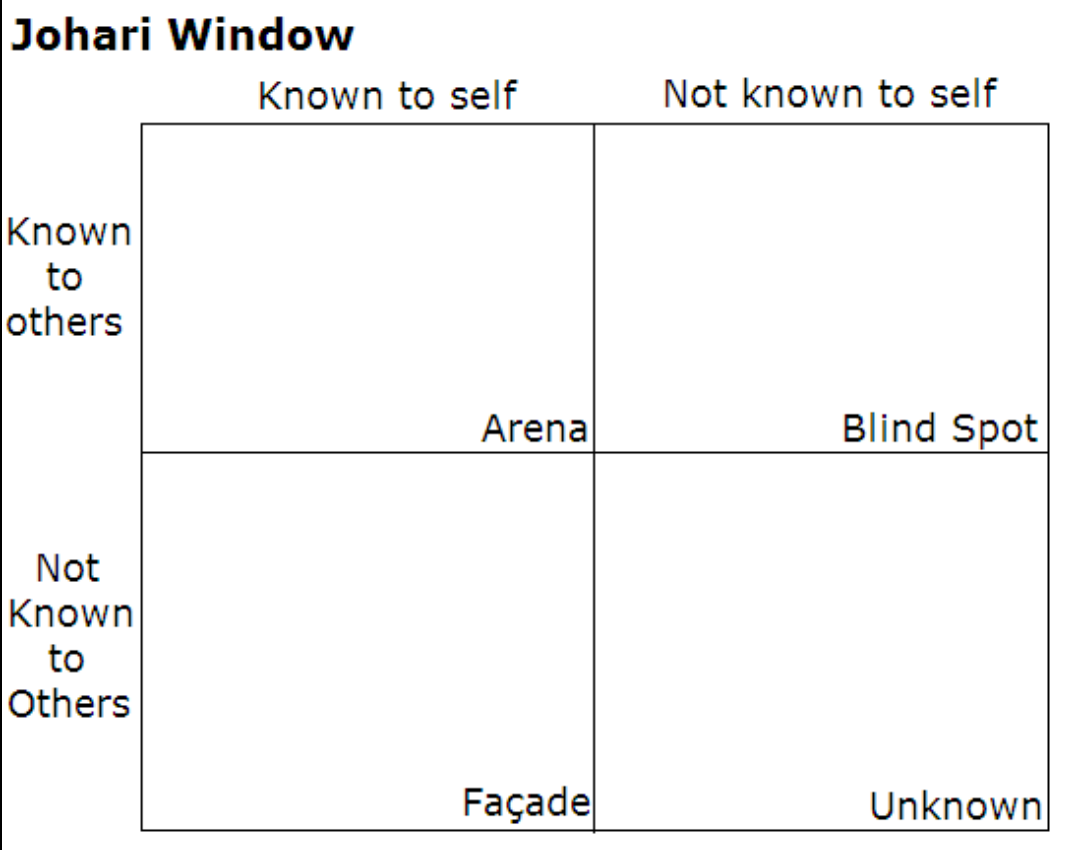 Johari Window
Known to self
Not known to self
Known
to
others
Arena
Blind Spot
Not
Known
to
Others
Façade
Unknown